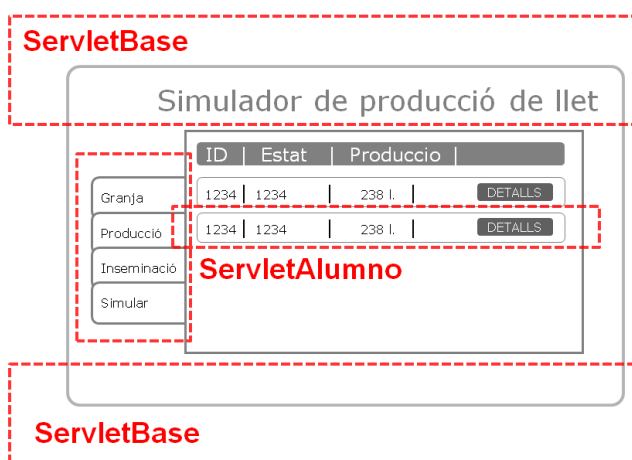 ServletBase
Simulador de producció de llet
ID | Estat | Produccio |
Granja
1234 | 1234 | 238 l. | DETALLS
Producció
1234 | 1234 | 238 l. | DETALLS
Inseminació
ServletAlumno
Simular
ServletBase